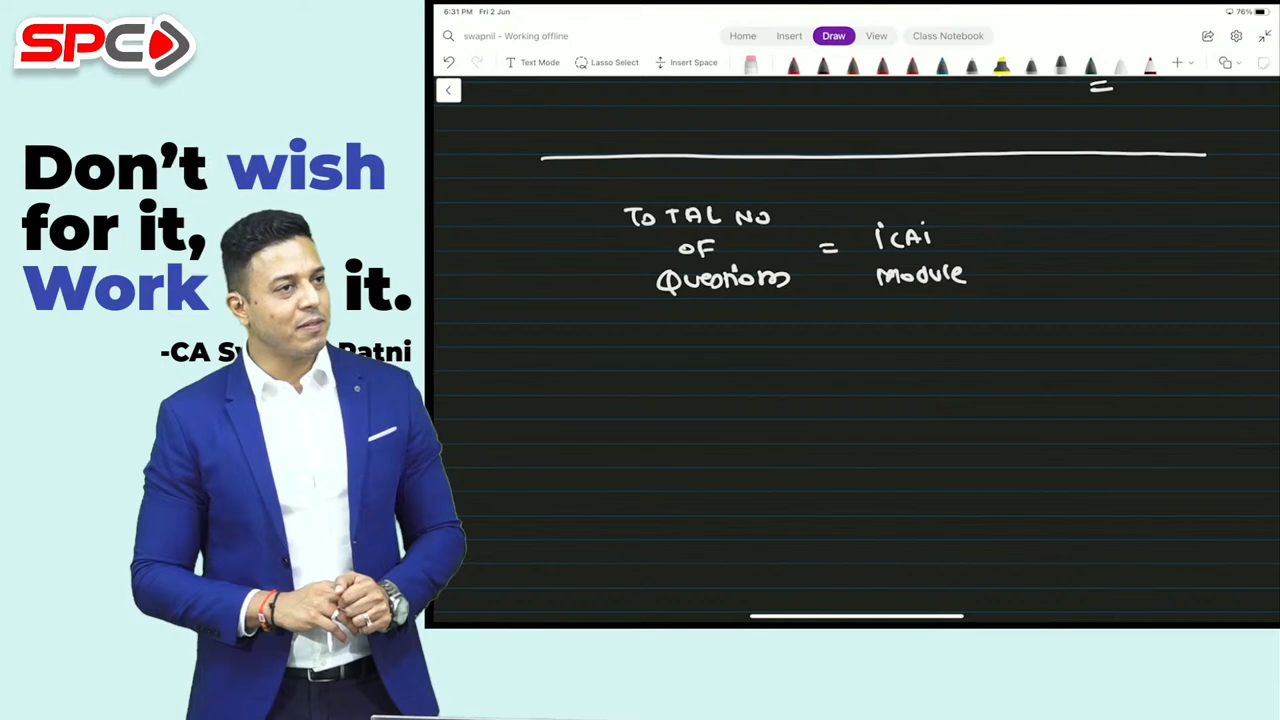 SPC
Don't wish
for it,
Work it.
-CA S Patni
6:31 PM Fri 2 Jun
76%
swapnil - Working offline
Home Insert Draw View Class Notebook
Text Mode Lasso Select Insert Space
=
TOTAL NO
OF
Questions
=
iCAi
Module